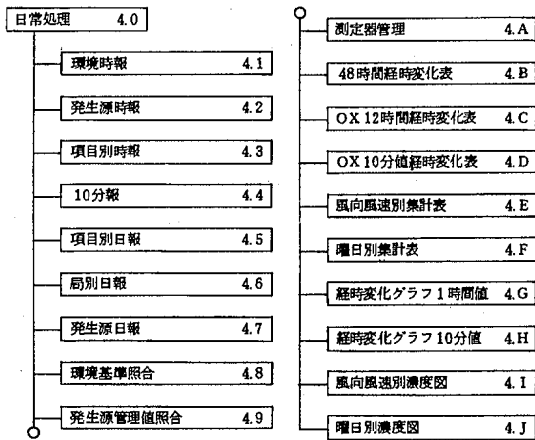 日常処理 4.0
環境時報 4.1
発生源時報 4.2
項目別時報 4.3
10分報 4.4
項目別日報 4.5
局別日報 4.6
発生源日報 4.7
環境基準照合 4.8
発生源管理値照合 4.9
測定器管理 4.A
48時間経時変化表 4.B
OX12時間経時変化表 4.C
OX10分値経時変化表 4.D
風向風速別集計表 4.E
曜日別集計表 4.F
経時変化グラフ1時間値 4.G
経時変化グラフ10分値 4.H
風向風速別濃度図 4.I
曜日別濃度図 4.J